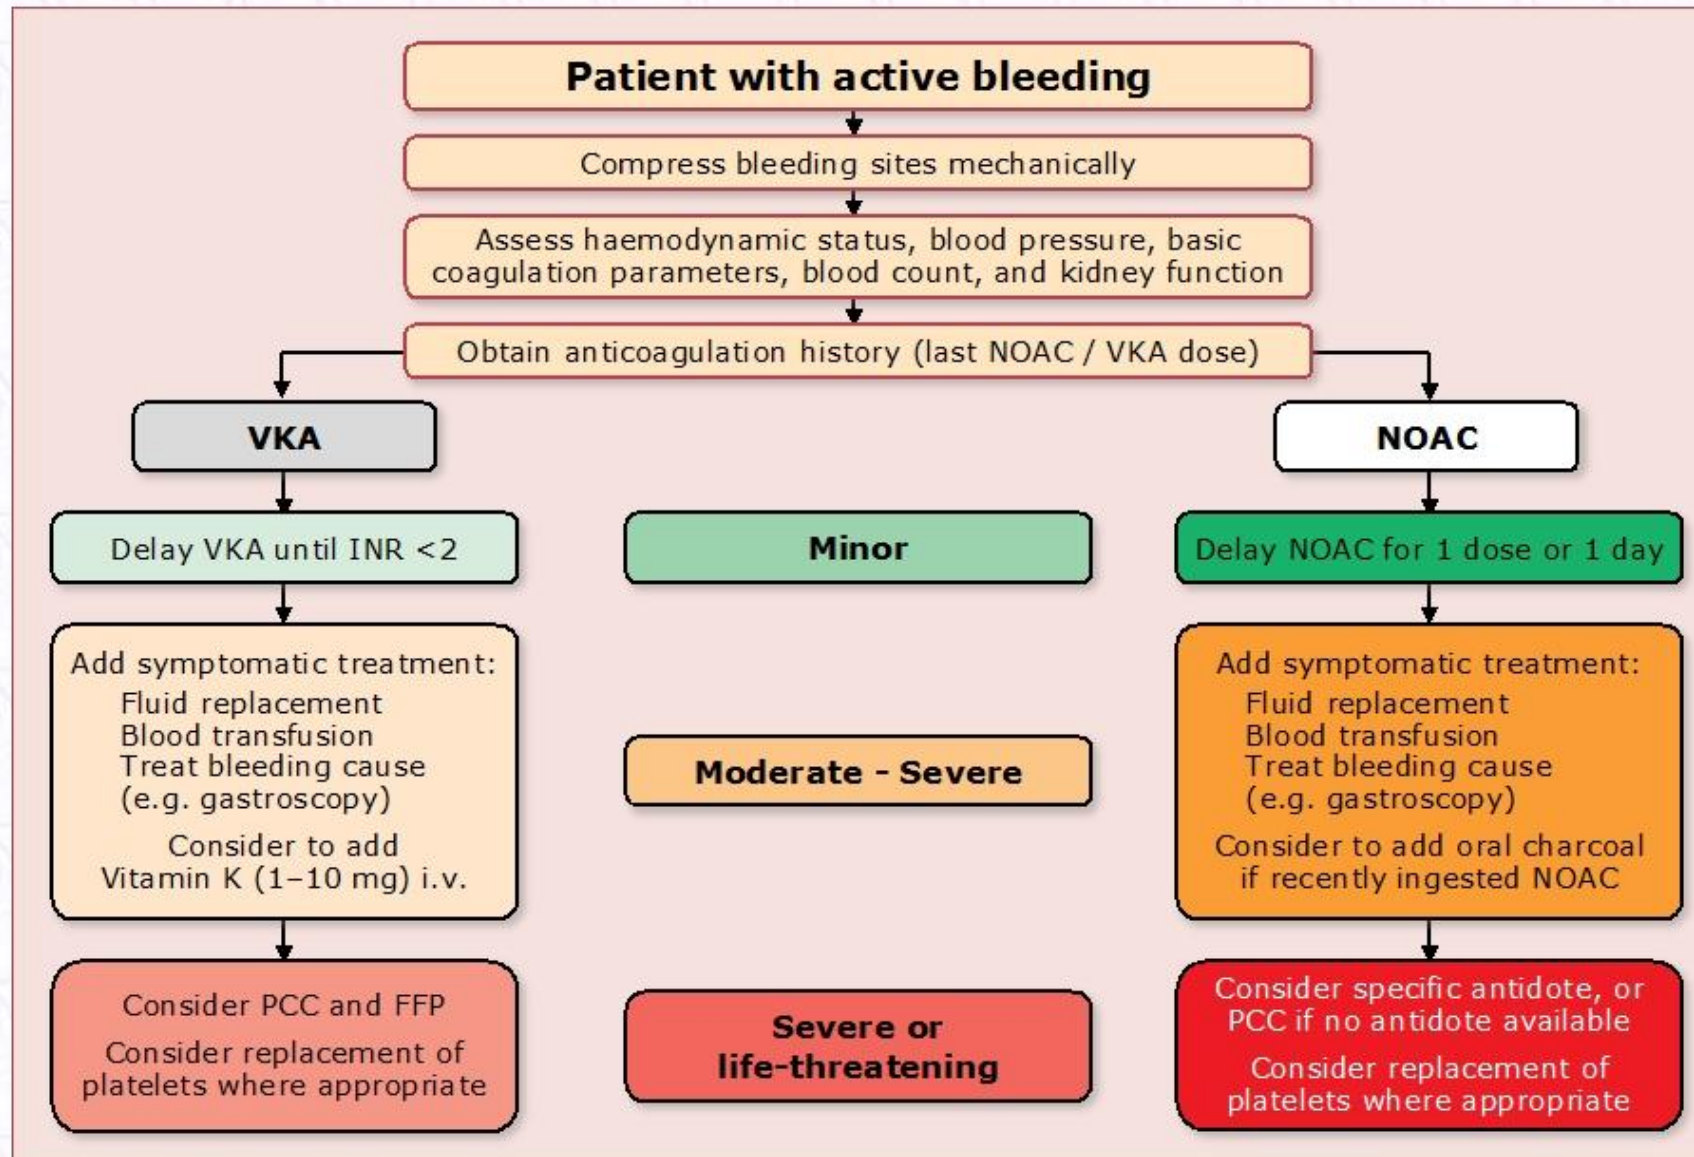 Patient with active bleeding
Compress bleeding sites mechanically
Assess haemodynamic status, blood pressure, basic
coagulation parameters, blood count, and kidney function
Obtain anticoagulation history (last NOAC / VKA dose)
VKA
NOAC
Delay VKA until INR <2
Minor
Delay NOAC for 1 dose or 1 day
Add symptomatic treatment:
Fluid replacement
Blood transfusion
Treat bleeding cause
(e.g. gastroscopy)
Consider to add
Vitamin K (1–10 mg) i.v.
Moderate - Severe
Add symptomatic treatment:
Fluid replacement
Blood transfusion
Treat bleeding cause
(e.g. gastroscopy)
Consider to add oral charcoal
if recently ingested NOAC
Consider PCC and FFP
Consider replacement of
platelets where appropriate
Severe or
life-threatening
Consider specific antidote, or
PCC if no antidote available
Consider replacement of
platelets where appropriate